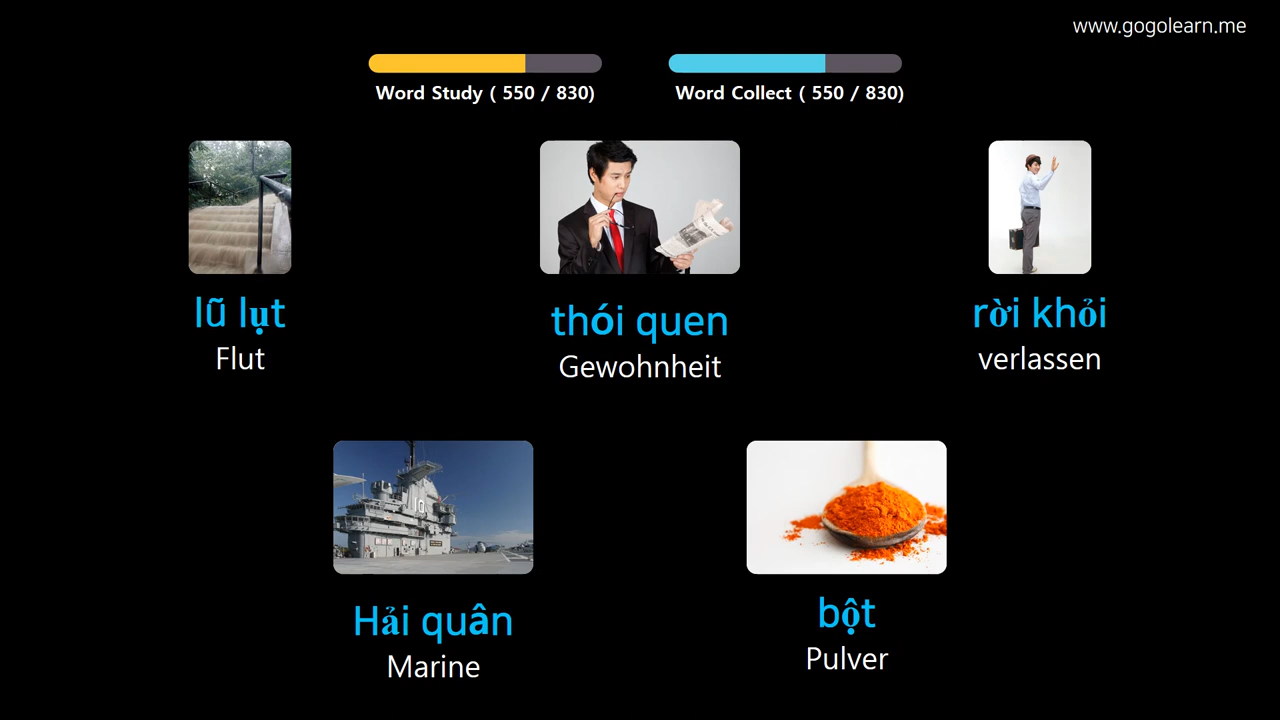 www.gogolearn.me
Word Study ( 550 / 830)
Word Collect ( 550 / 830)
lũ lụt
Flut
thói quen
Gewohnheit
rời khỏi
verlassen
10
Hải quân
Marine
bột
Pulver